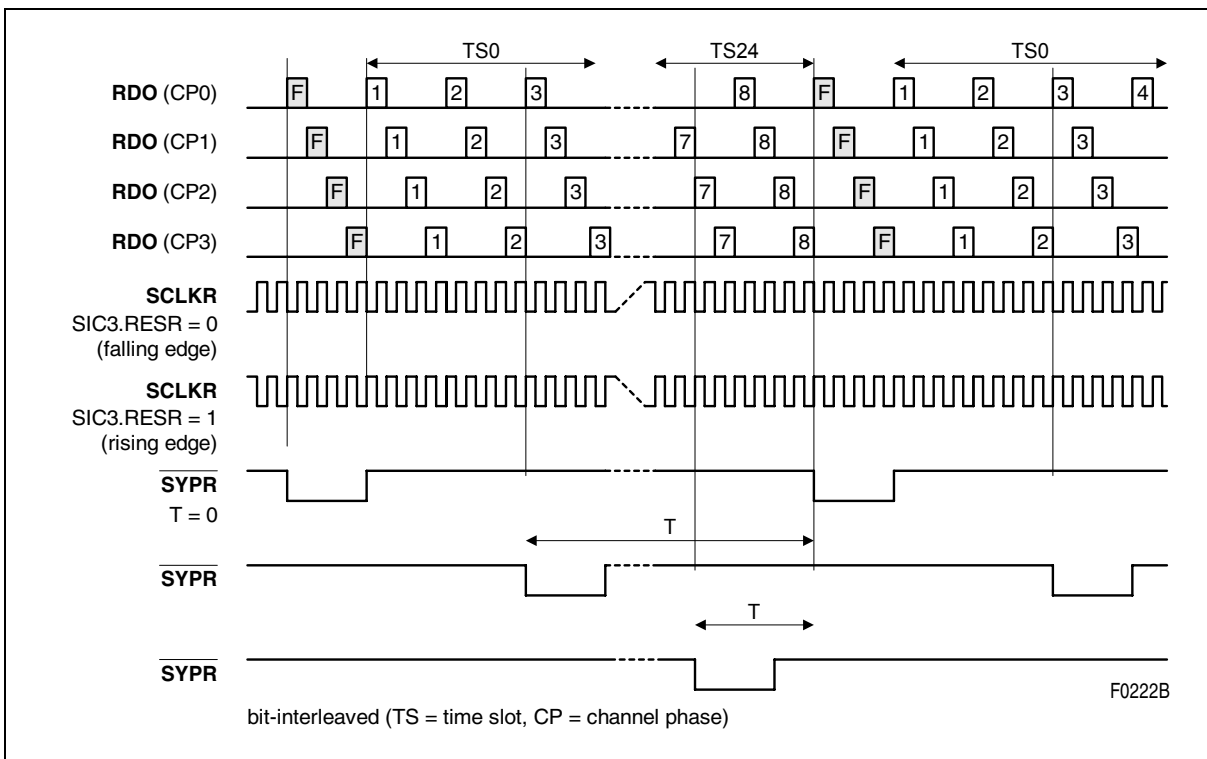 TS0 TS24 TS0
RDO (CP0) F 1 2 3 8 F 1 2 3 4
RDO (CP1) F 1 2 3 7 8 F 1 2 3
RDO (CP2) F 1 2 3 7 8 F 1 2 3
RDO (CP3) F 1 2 3 7 8 F 1 2 3
SCLKR
SIC3.RESR = 0
(falling edge)
SCLKR
SIC3.RESR = 1
(rising edge)
SYPR
T = 0
T
SYPR
T
SYPR
F0222B
bit-interleaved (TS = time slot, CP = channel phase)